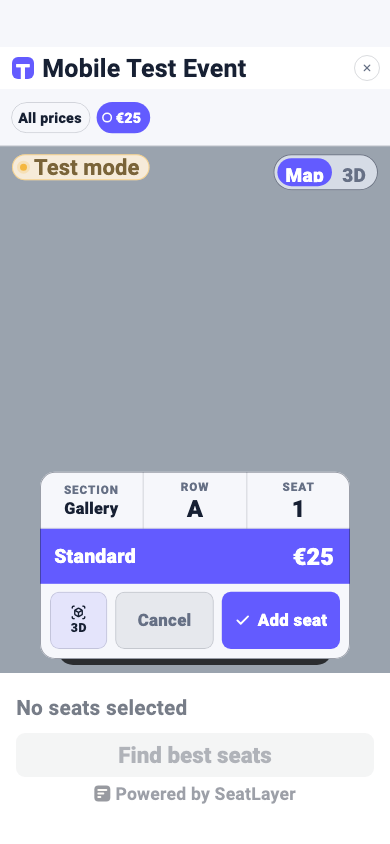 Mobile Test Event
All prices
€25
Test mode
Map
3D
SECTION
Gallery
ROW
A
SEAT
1
Standard
€25
3D
Cancel
Add seat
No seats selected
Find best seats
Powered by SeatLayer